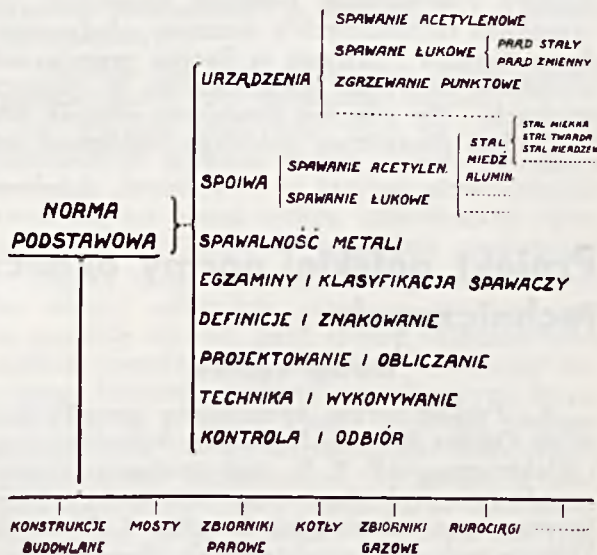 SPAWANIE ACETYLENOWE
SPAWANE ŁUKOWE
PRĄD STAŁY
PRĄD ZMIENNY
URZĄDZENIA
ZGRZEWANIE PUNKTOWE
....................
STAL MIĘKKA
STAL TWARDA
STAL NIERDZEW
............
STAL
MIEDŹ
ALUMIN.
........
........
SPOIWA
SPAWANIE ACETYLEN.
SPAWANIE ŁUKOWE
NORMA
PODSTAWOWA
SPAWALNOŚĆ METALI
EGZAMINY I KLASYFIKACJA SPAWACZY
DEFINICJE I ZNAKOWANIE
PROJEKTOWANIE I OBLICZANIE
TECHNIKA I WYKONYWANIE
KONTROLA I ODBIÓR
KONSTRUKCJE
BUDOWLANE
MOSTY
ZBIORNIKI
PAROWE
KOTŁY
ZBIORNIKI
GAZOWE
RUROCIĄGI
.........